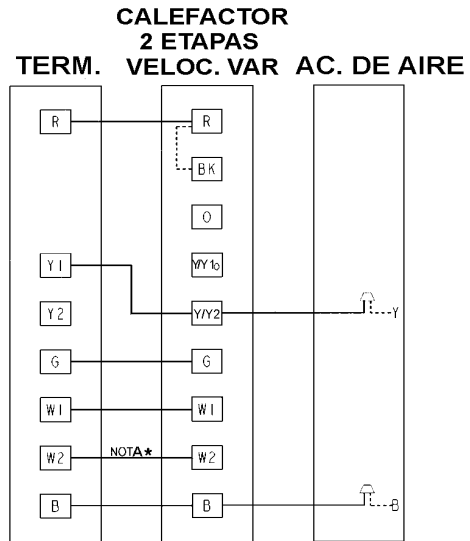 CALEFACTOR
2 ETAPAS
TERM. VELOC. VAR AC. DE AIRE
R R
BK
O
Y1 Y/Y1o
Y2 Y/Y2 Y
G G
W1 W1
W2 NOTA* W2
B B B